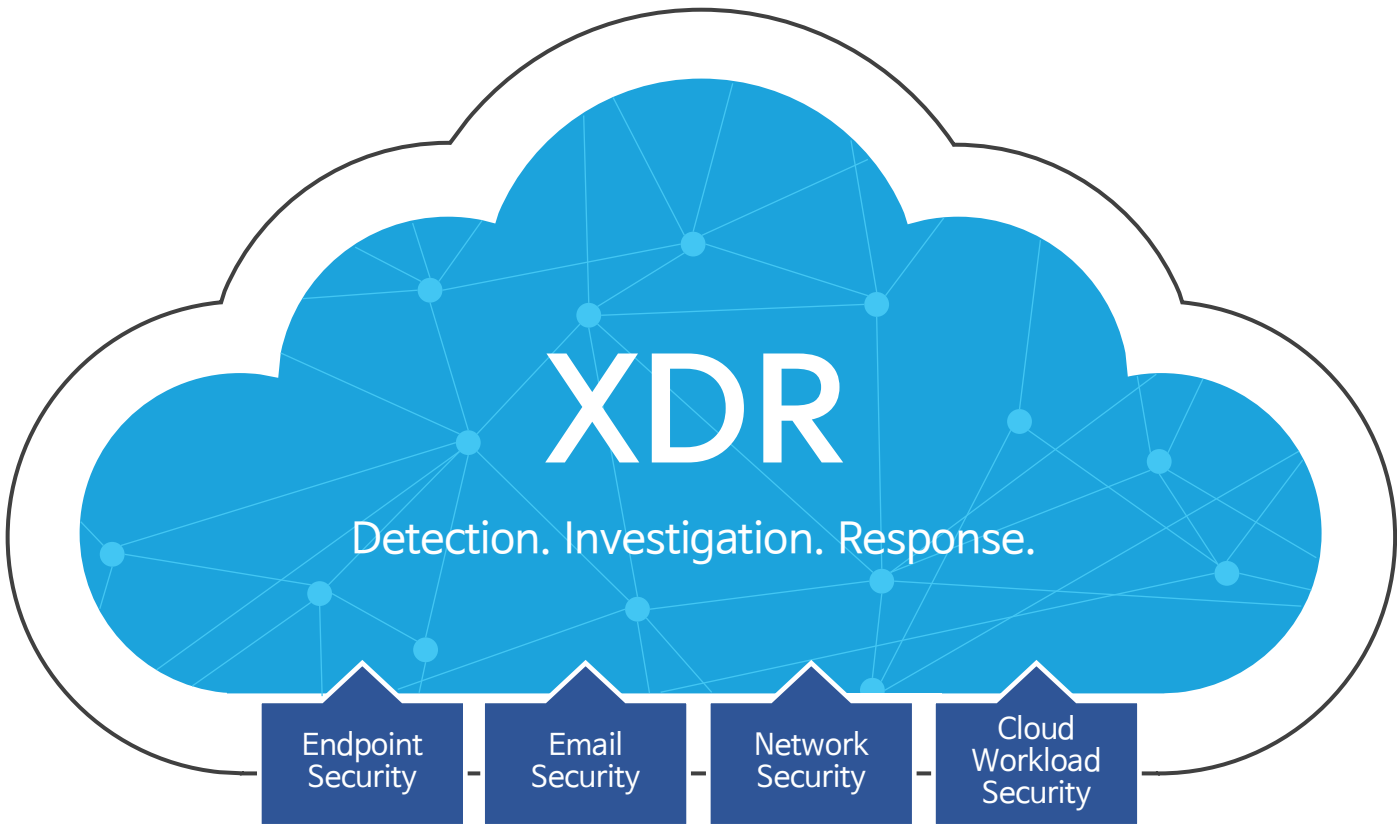 XDR
Detection. Investigation. Response.
Endpoint
Security
Email
Security
Network
Security
Cloud
Workload
Security